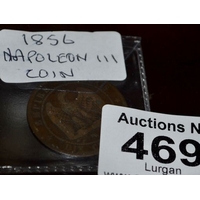 1856
NAPOLEON III
COIN
Auctions N
469
Lurgan